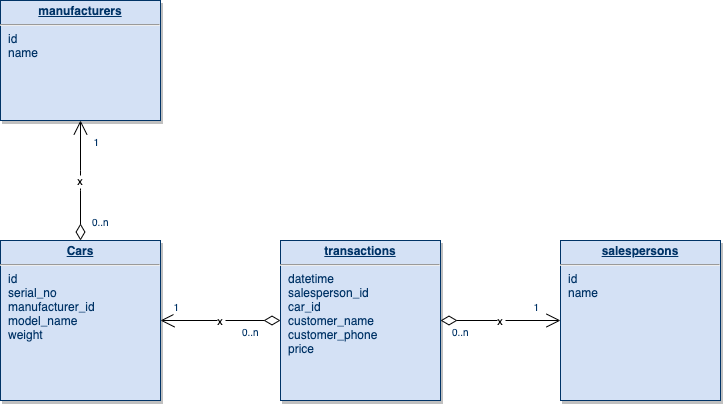 manufacturers
id
name
1
x
0..n
Cars
id
serial_no
manufacturer_id
model_name
weight
1
x
0..n
transactions
datetime
salesperson_id
car_id
customer_name
customer_phone
price
0..n
x
1
salespersons
id
name